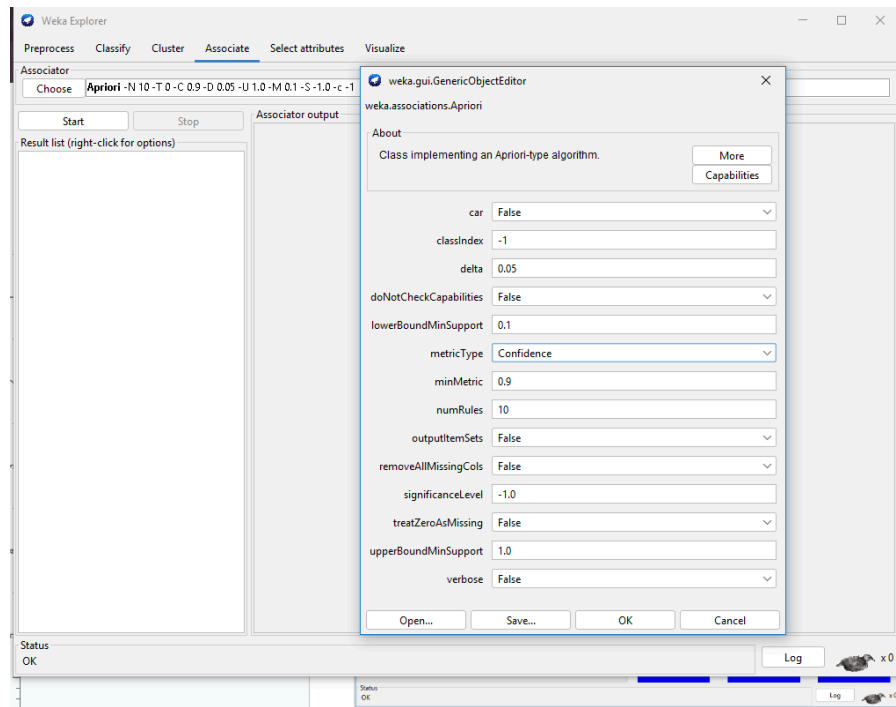 Weka Explorer
Preprocess Classify Cluster Associate Select attributes Visualize
Associator
Choose Apriori -N 10 -T 0 -C 0.9 -D 0.05 -U 1.0 -M 0.1 -S -1.0 -c -1
Start Stop
Result list (right-click for options)
Associator output
weka.gui.GenericObjectEditor
weka.associations.Apriori
About
Class implementing an Apriori-type algorithm.
More
Capabilities
car False
classIndex -1
delta 0.05
doNotCheckCapabilities False
lowerBoundMinSupport 0.1
metricType Confidence
minMetric 0.9
numRules 10
outputItemSets False
removeAllMissingCols False
significanceLevel -1.0
treatZeroAsMissing False
upperBoundMinSupport 1.0
verbose False
Open... Save... OK Cancel
Status
OK
Log x 0
Status
OK
Log